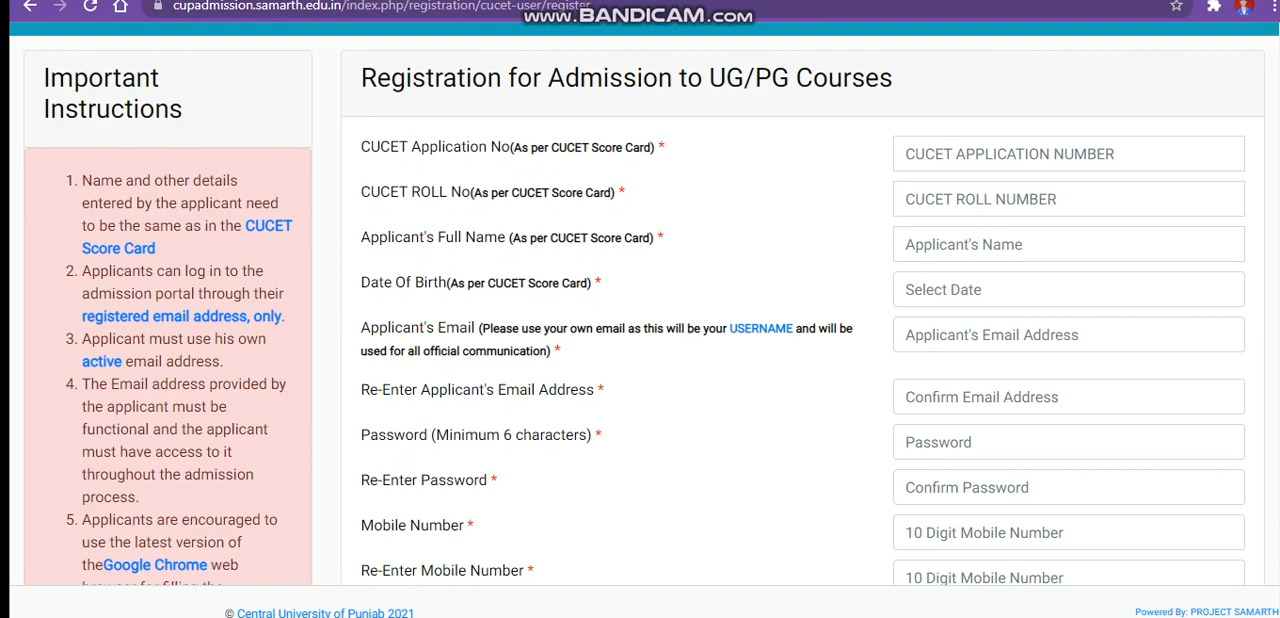 cupadmission.samarth.edu.in/index.php/registration/cucet-user/register
www.BANDICAM.com
Important
Instructions
1. Name and other details
entered by the applicant need
to be the same as in the CUCET
Score Card
2. Applicants can log in to the
admission portal through their
registered email address, only.
3. Applicant must use his own
active email address.
4. The Email address provided by
the applicant must be
functional and the applicant
must have access to it
throughout the admission
process.
5. Applicants are encouraged to
use the latest version of
theGoogle Chrome web
browser for filling the
Registration for Admission to UG/PG Courses
CUCET Application No(As per CUCET Score Card) *
CUCET APPLICATION NUMBER
CUCET ROLL No(As per CUCET Score Card) *
CUCET ROLL NUMBER
Applicant's Full Name (As per CUCET Score Card) *
Applicant's Name
Date Of Birth(As per CUCET Score Card) *
Select Date
Applicant's Email (Please use your own email as this will be your USERNAME and will be
used for all official communication) *
Applicant's Email Address
Re-Enter Applicant's Email Address *
Confirm Email Address
Password (Minimum 6 characters) *
Password
Re-Enter Password *
Confirm Password
Mobile Number *
10 Digit Mobile Number
Re-Enter Mobile Number *
10 Digit Mobile Number
© Central University of Punjab 2021
Powered By: PROJECT SAMARTH